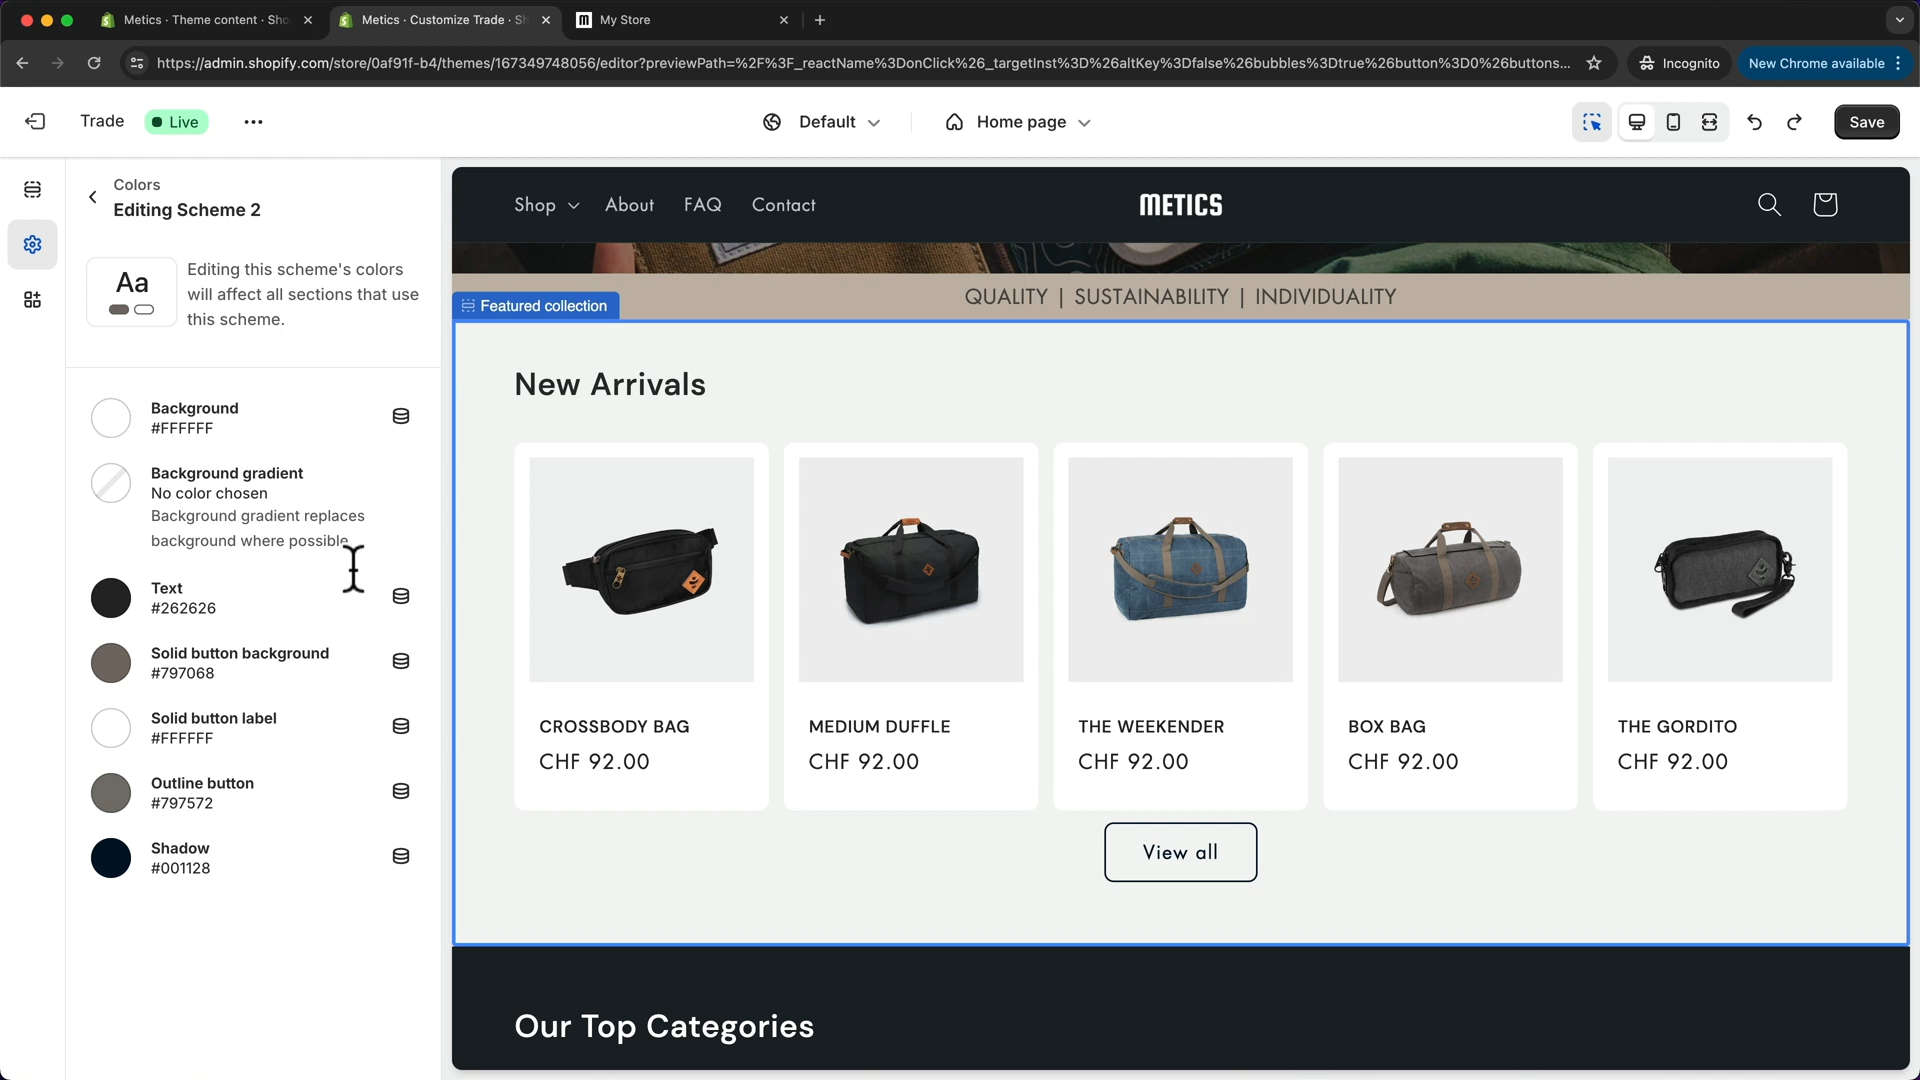 Metics · Theme content · Sho
Metics · Customize Trade · Sh
My Store
https://admin.shopify.com/store/0af91f-b4/themes/167349748056/editor?previewPath=%2F%3F_reactName%3DonClick%26_targetInst%3D%26altKey%3Dfalse%26bubbles%3Dtrue%26button%3D0%26buttons...
Incognito
New Chrome available
Trade
Live
Default
Home page
Save
Colors
Editing Scheme 2
Aa
Editing this scheme's colors
will affect all sections that use
this scheme.
Background
#FFFFFF
Background gradient
No color chosen
Background gradient replaces
background where possible.
Text
#262626
Solid button background
#797068
Solid button label
#FFFFFF
Outline button
#797572
Shadow
#001128
Shop
About
FAQ
Contact
METICS
QUALITY | SUSTAINABILITY | INDIVIDUALITY
Featured collection
New Arrivals
CROSSBODY BAG
CHF 92.00
MEDIUM DUFFLE
CHF 92.00
THE WEEKENDER
CHF 92.00
BOX BAG
CHF 92.00
THE GORDITO
CHF 92.00
View all
Our Top Categories